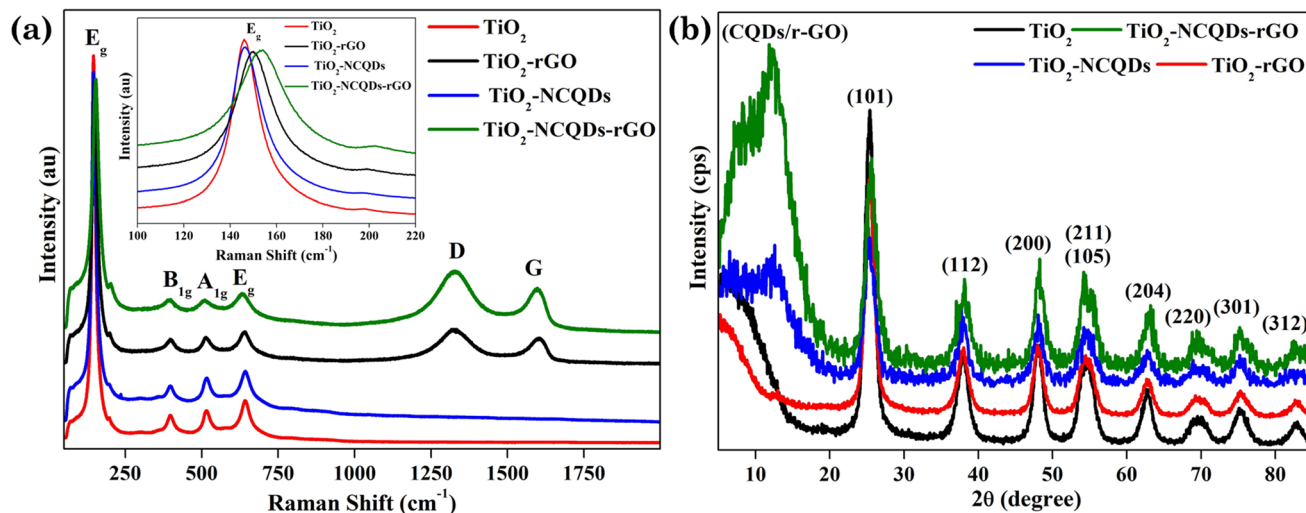 (a)
E
g
TiO2
TiO2-rGO
TiO2-NCQDs
TiO2-NCQDs-rGO
Intensity (au)
100 120 140 160 180 200 220
Raman Shift (cm-1)
E
g
TiO2
TiO2-rGO
TiO2-NCQDs
TiO2-NCQDs-rGO
B1g
A1g
Eg
D
G
Intensity (au)
250 500 750 1000 1250 1500 1750
Raman Shift (cm-1)
(b)
(CQDs/r-GO)
TiO2
TiO2-NCQDs-rGO
TiO2-NCQDs
TiO2-rGO
(101)
(112)
(200)
(211)
(105)
(204)
(220)
(301)
(312)
Intensity (cps)
10 20 30 40 50 60 70 80
2θ (degree)